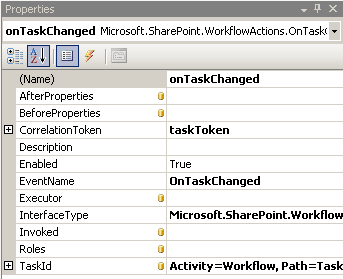 Properties
onTaskChanged Microsoft.SharePoint.WorkflowActions.OnTask
(Name) onTaskChanged
AfterProperties
BeforeProperties
CorrelationToken taskToken
Description
Enabled True
EventName OnTaskChanged
Executor
InterfaceType Microsoft.SharePoint.Workflow
Invoked
Roles
TaskId Activity=Workflow, Path=Task